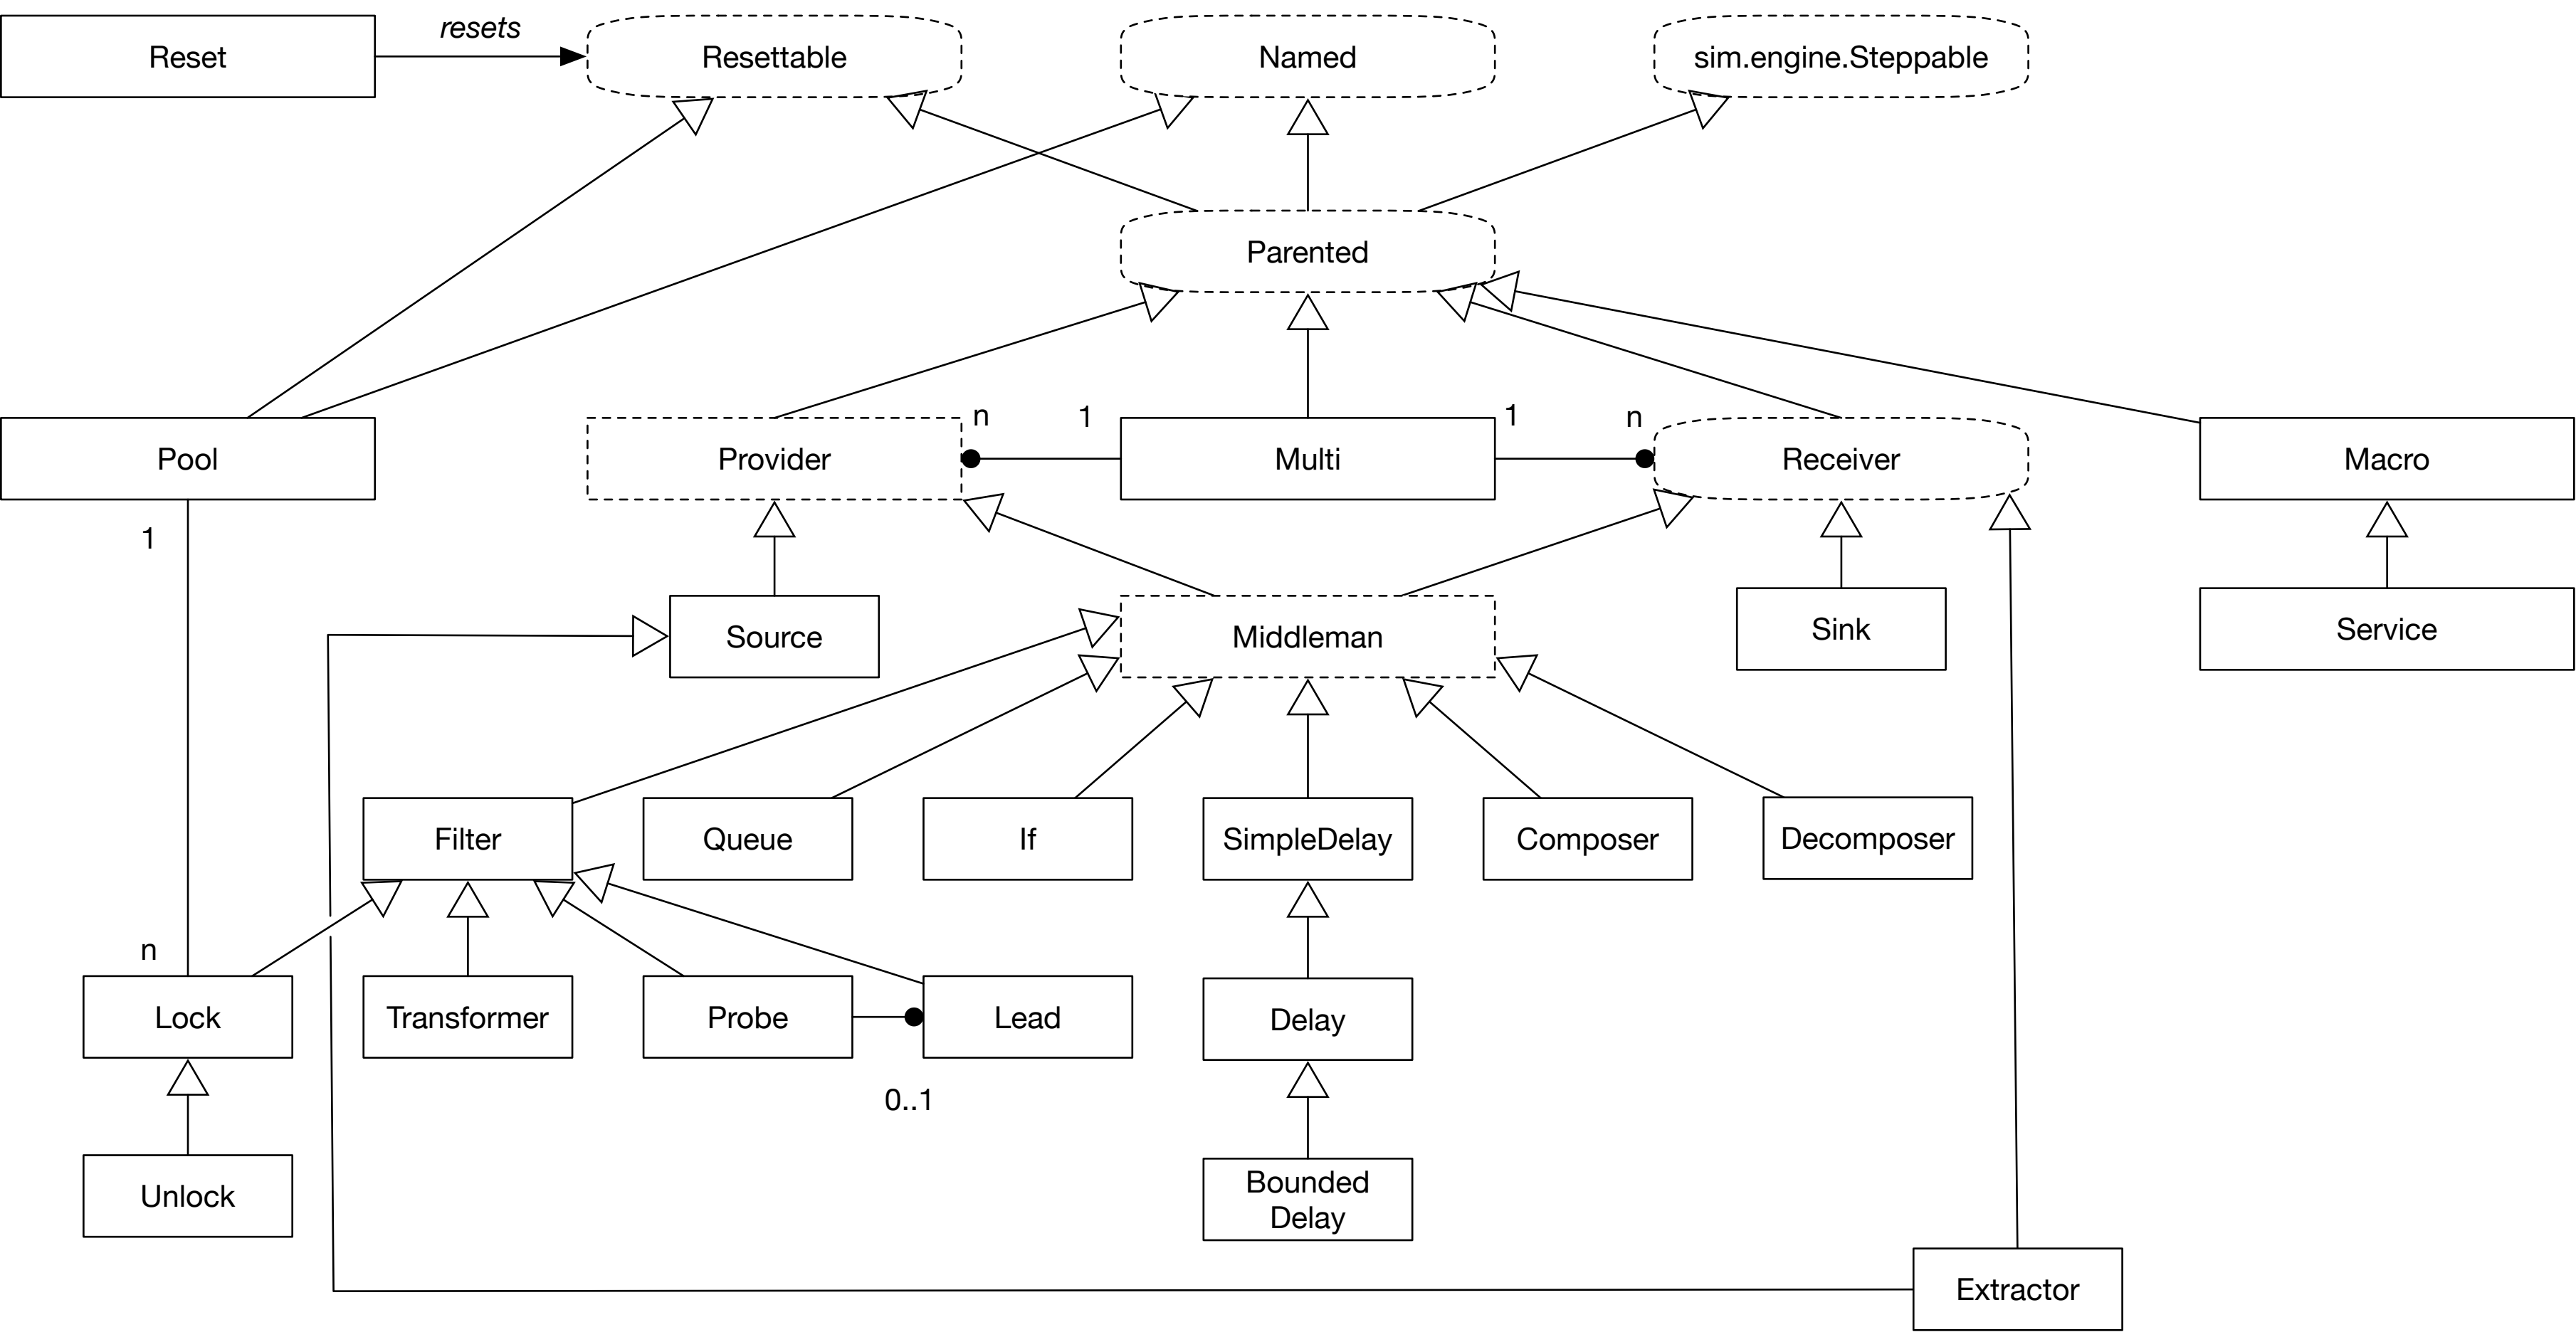 Reset
resets
Resettable
Named
sim.engine.Steppable
Parented
Pool
Provider
n
1
Multi
1
n
Receiver
Macro
1
Source
Middleman
Sink
Service
Filter
Queue
If
SimpleDelay
Composer
Decomposer
n
Lock
Transformer
Probe
Lead
Delay
0..1
Unlock
Bounded
Delay
Extractor